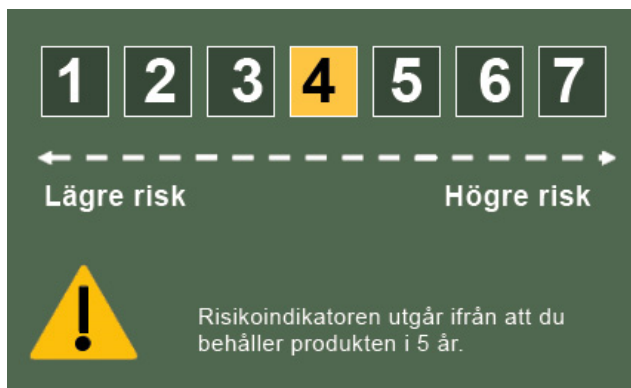 1 2 3 4 5 6 7
Lägre risk Högre risk
Risikoindikatoren utgår ifrån att du
behåller produkten i 5 år.